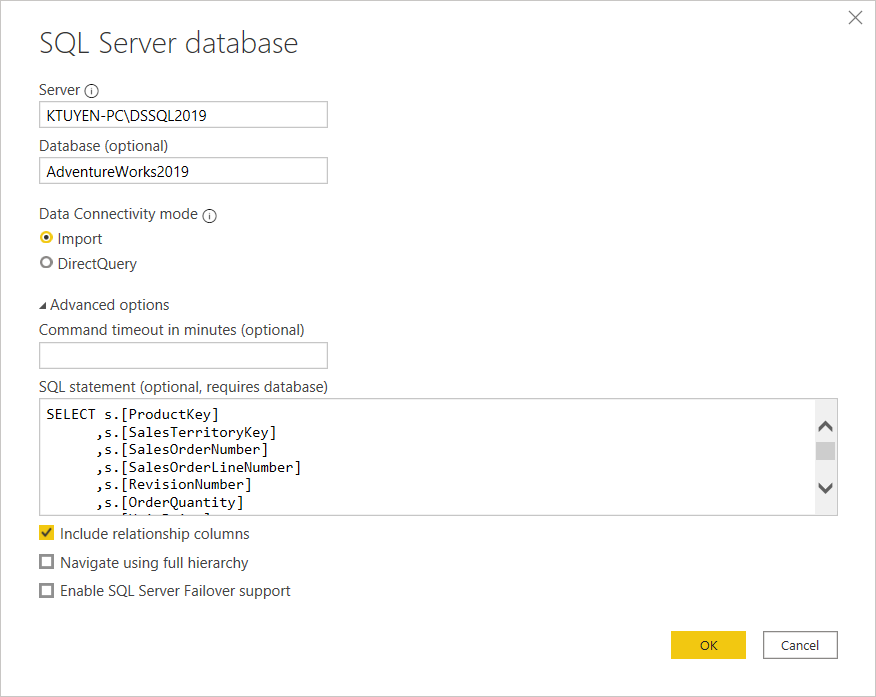 SQL Server database
Server
KTUYEN-PC\DSSQL2019
Database (optional)
AdventureWorks2019
Data Connectivity mode
Import
DirectQuery
Advanced options
Command timeout in minutes (optional)
SQL statement (optional, requires database)
SELECT s.[ProductKey]
,s.[SalesTerritoryKey]
,s.[SalesOrderNumber]
,s.[SalesOrderLineNumber]
,s.[RevisionNumber]
,s.[OrderQuantity]
Include relationship columns
Navigate using full hierarchy
Enable SQL Server Failover support
OK
Cancel